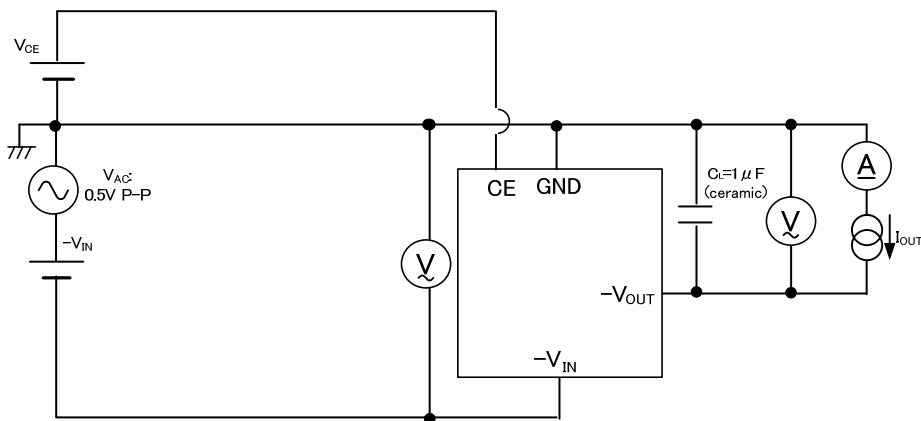 VCE
VAC:
0.5V P-P
-VIN
V
CE
GND
-VOUT
-VIN
CL=1μF
(ceramic)
V
A
IOUT